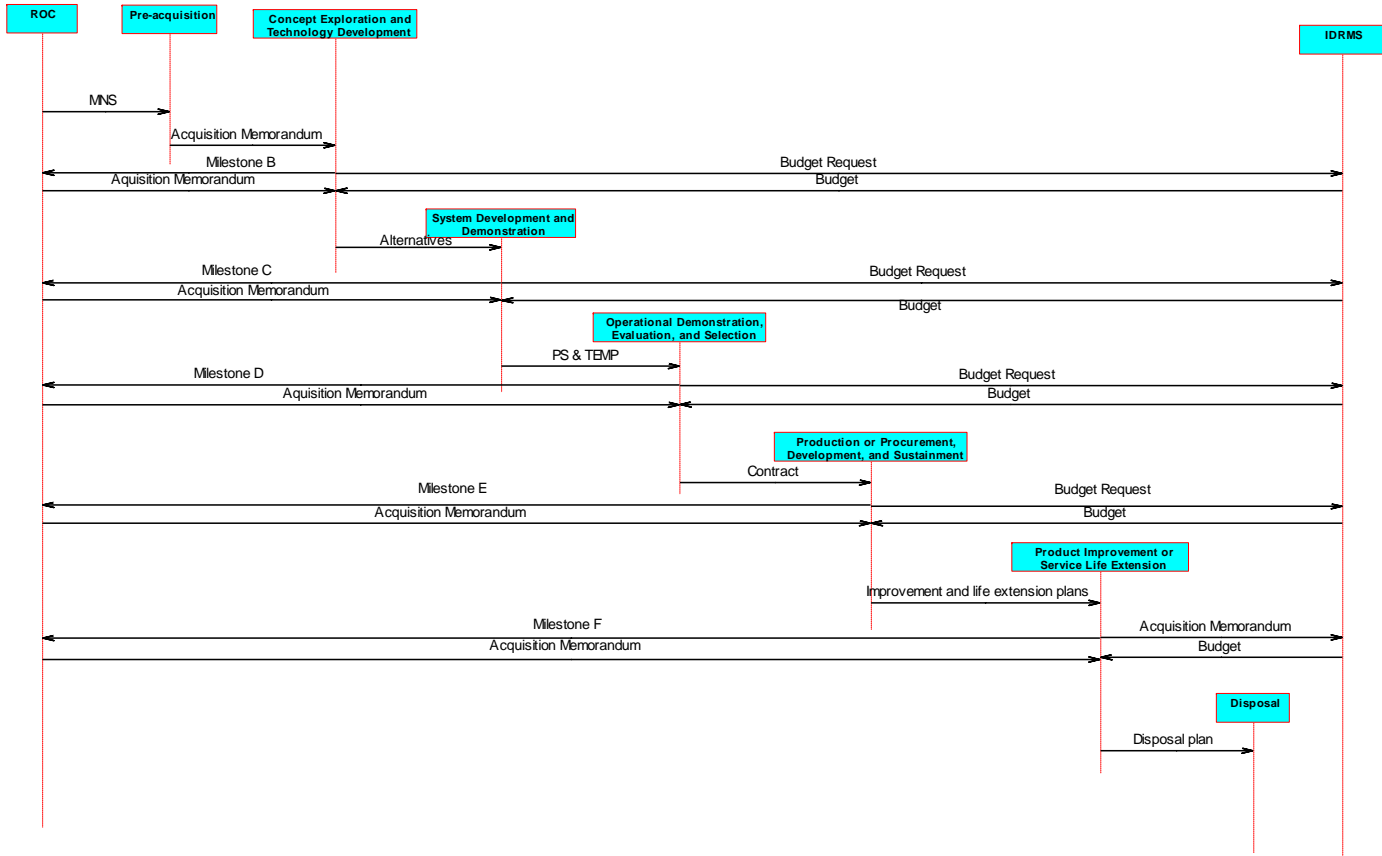 ROC
Pre-acquisition
Concept Exploration and
Technology Development
IDRMS
MNS
Acquisition Memorandum
Milestone B
Budget Request
Aquisition Memorandum
Budget
System Development and
Demonstration
Alternatives
Milestone C
Budget Request
Acquisition Memorandum
Budget
Operational Demonstration,
Evaluation, and Selection
PS & TEMP
Milestone D
Budget Request
Aquisition Memorandum
Budget
Production or Procurement,
Development, and Sustainment
Contract
Milestone E
Budget Request
Acquisition Memorandum
Budget
Product Improvement or
Service Life Extension
Improvement and life extension plans
Milestone F
Acquisition Memorandum
Acquisition Memorandum
Budget
Disposal
Disposal plan